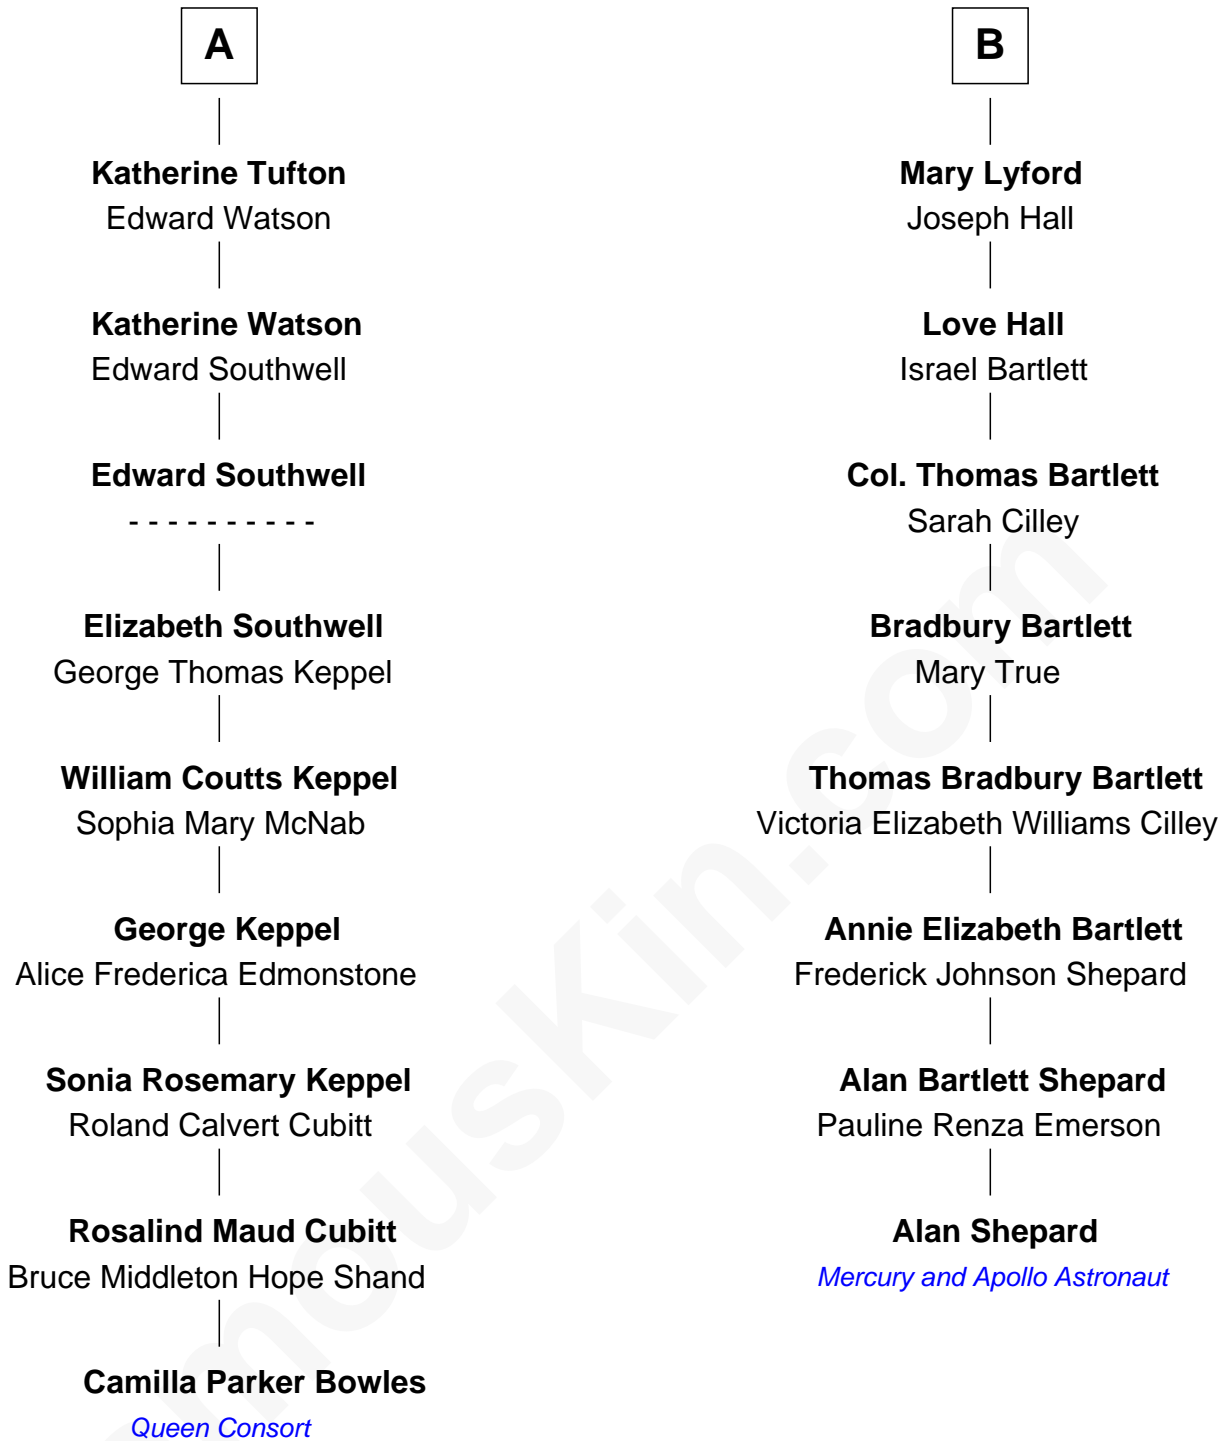 A
Katherine Tufton
Edward Watson
Katherine Watson
Edward Southwell
Edward Southwell
- - - - - - - - - -
Elizabeth Southwell
George Thomas Keppel
William Coutts Keppel
Sophia Mary McNab
George Keppel
Alice Frederica Edmonstone
Sonia Rosemary Keppel
Roland Calvert Cubitt
Rosalind Maud Cubitt
Bruce Middleton Hope Shand
Camilla Parker Bowles
Queen Consort
B
Mary Lyford
Joseph Hall
Love Hall
Israel Bartlett
Col. Thomas Bartlett
Sarah Cilley
Bradbury Bartlett
Mary True
Thomas Bradbury Bartlett
Victoria Elizabeth Williams Cilley
Annie Elizabeth Bartlett
Frederick Johnson Shepard
Alan Bartlett Shepard
Pauline Renza Emerson
Alan Shepard
Mercury and Apollo Astronaut
mousKin.com